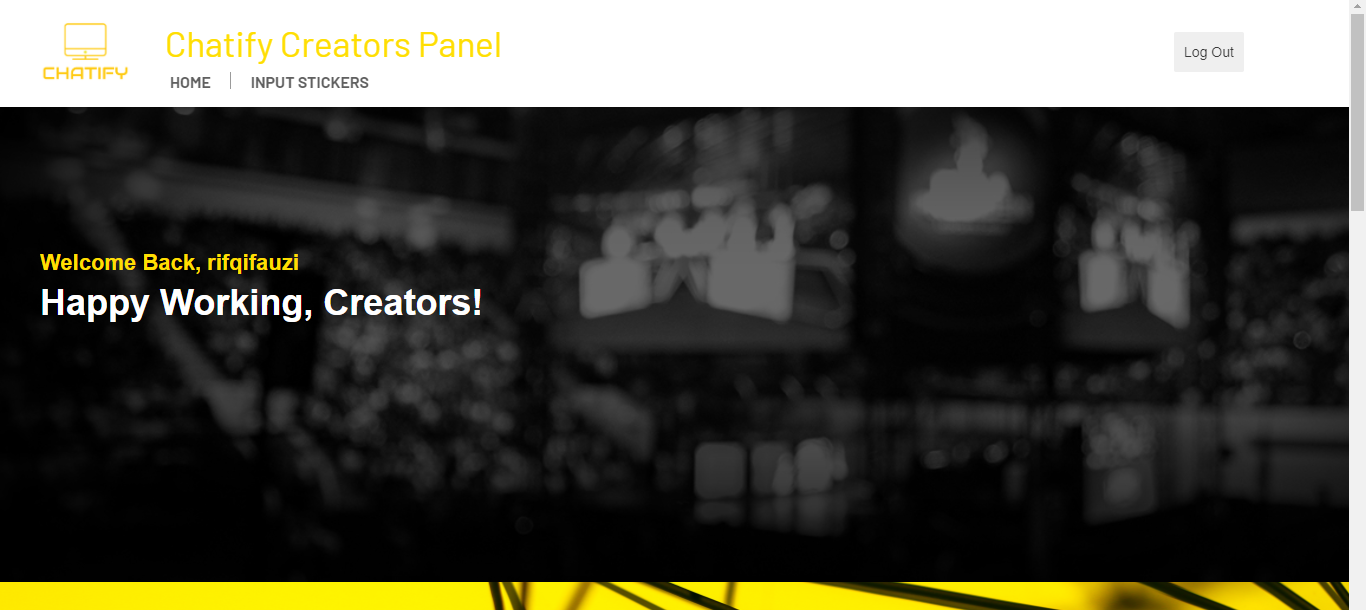 CHATIFY
Chatify Creators Panel
HOME
INPUT STICKERS
Log Out
Welcome Back, rifqifauzi
Happy Working, Creators!